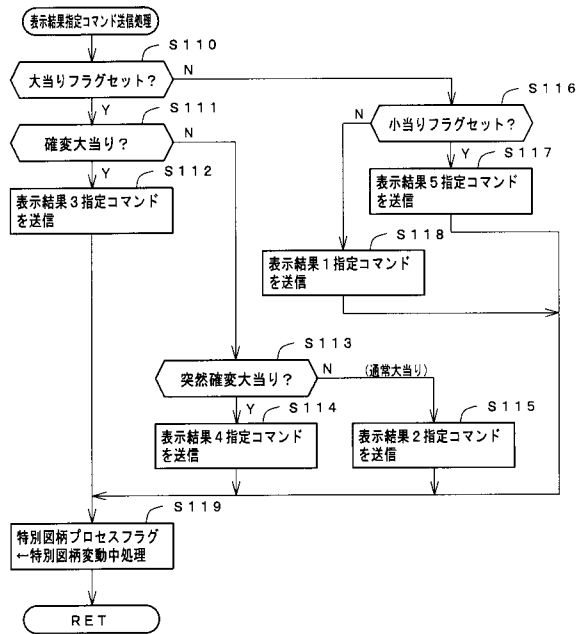 表示結果指定コマンド送信処理
S110
大当りフラグセット?
N
Y
S111
確変大当り?
N
Y
S112
表示結果3指定コマンド
を送信
S116
小当りフラグセット?
N
Y
S117
表示結果5指定コマンド
を送信
S118
表示結果1指定コマンド
を送信
S113
突然確変大当り?
N
(通常大当り)
Y
S114
表示結果4指定コマンド
を送信
S115
表示結果2指定コマンド
を送信
S119
特別図柄プロセスフラグ
←特別図柄変動中処理
RET